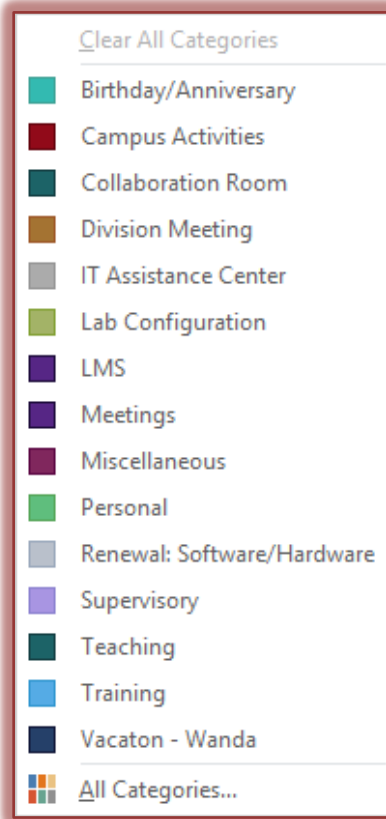 Clear All Categories
Birthday/Anniversary
Campus Activities
Collaboration Room
Division Meeting
IT Assistance Center
Lab Configuration
LMS
Meetings
Miscellaneous
Personal
Renewal: Software/Hardware
Supervisory
Teaching
Training
Vacaton - Wanda
All Categories...